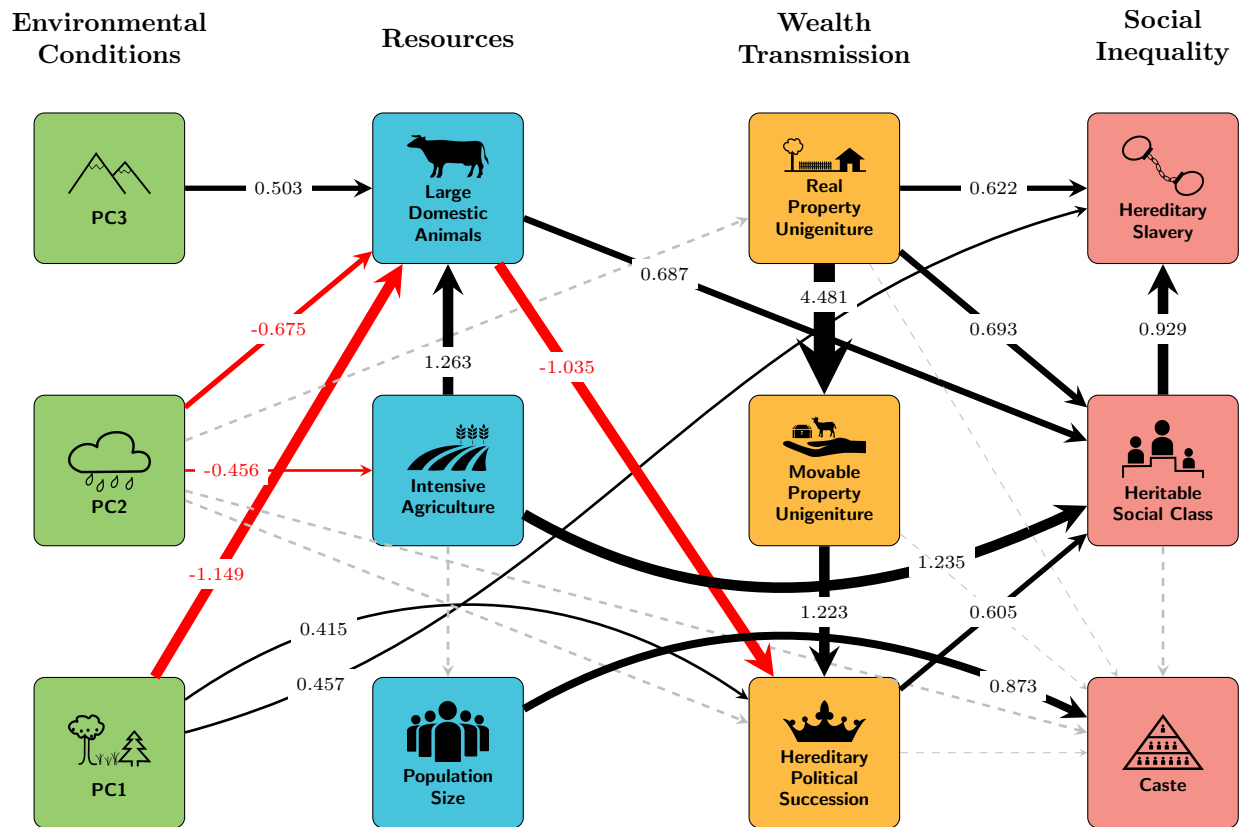 Environmental
Conditions
Resources
Wealth
Transmission
Social
Inequality
PC3
0.503
Large
Domestic
Animals
Real
Property
Unigeniture
0.622
Hereditary
Slavery
0.687
4.481
-0.675
1.263
-1.035
0.693
0.929
PC2
-0.456
Intensive
Agriculture
Movable
Property
Unigeniture
Heritable
Social Class
-1.149
1.235
0.415
1.223
0.605
0.457
0.873
PC1
Population
Size
Hereditary
Political
Succession
Caste